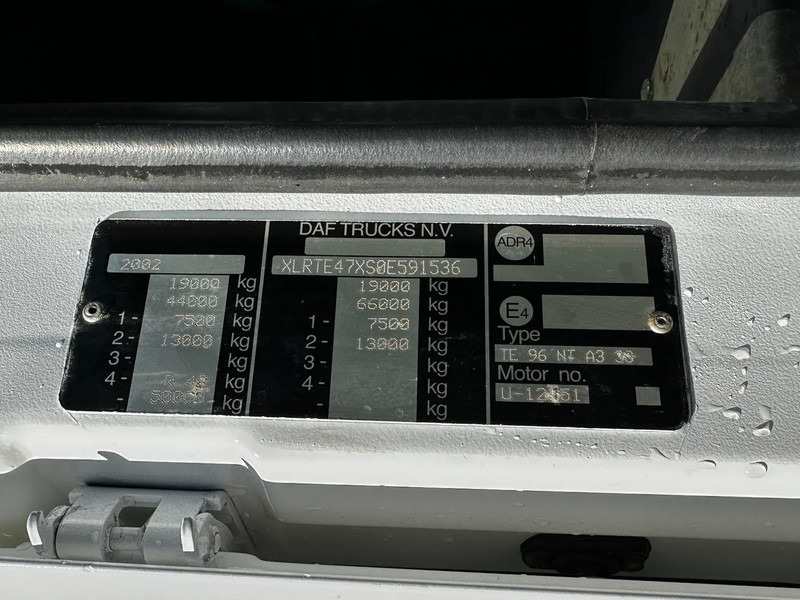 DAF TRUCKS N.V.
2002
19000 kg
44000 kg
1- 7500 kg
2- 13000 kg
3- kg
4- kg
- kg
XLRTE47XS0E591536
19000 kg
66000 kg
1- 7500 kg
2- 13000 kg
3- kg
4- kg
kg
ADR4
E4
Type
TE 96 NT A3
Motor no.